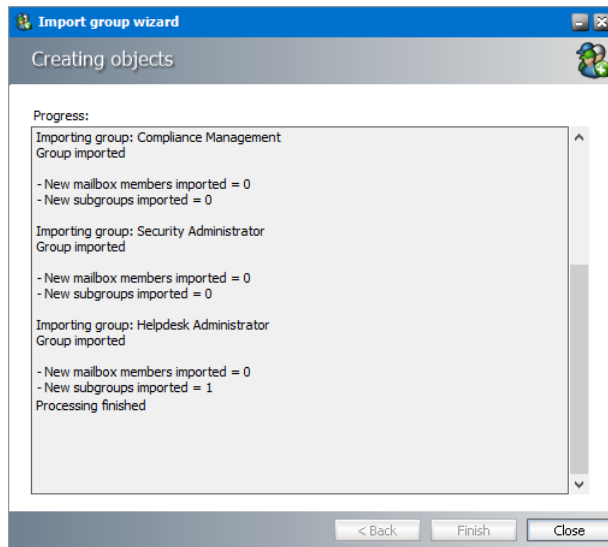 Import group wizard
Creating objects
Progress:
Importing group: Compliance Management
Group imported
- New mailbox members imported = 0
- New subgroups imported = 0
Importing group: Security Administrator
Group imported
- New mailbox members imported = 0
- New subgroups imported = 0
Importing group: Helpdesk Administrator
Group imported
- New mailbox members imported = 0
- New subgroups imported = 1
Processing finished
< Back Finish Close